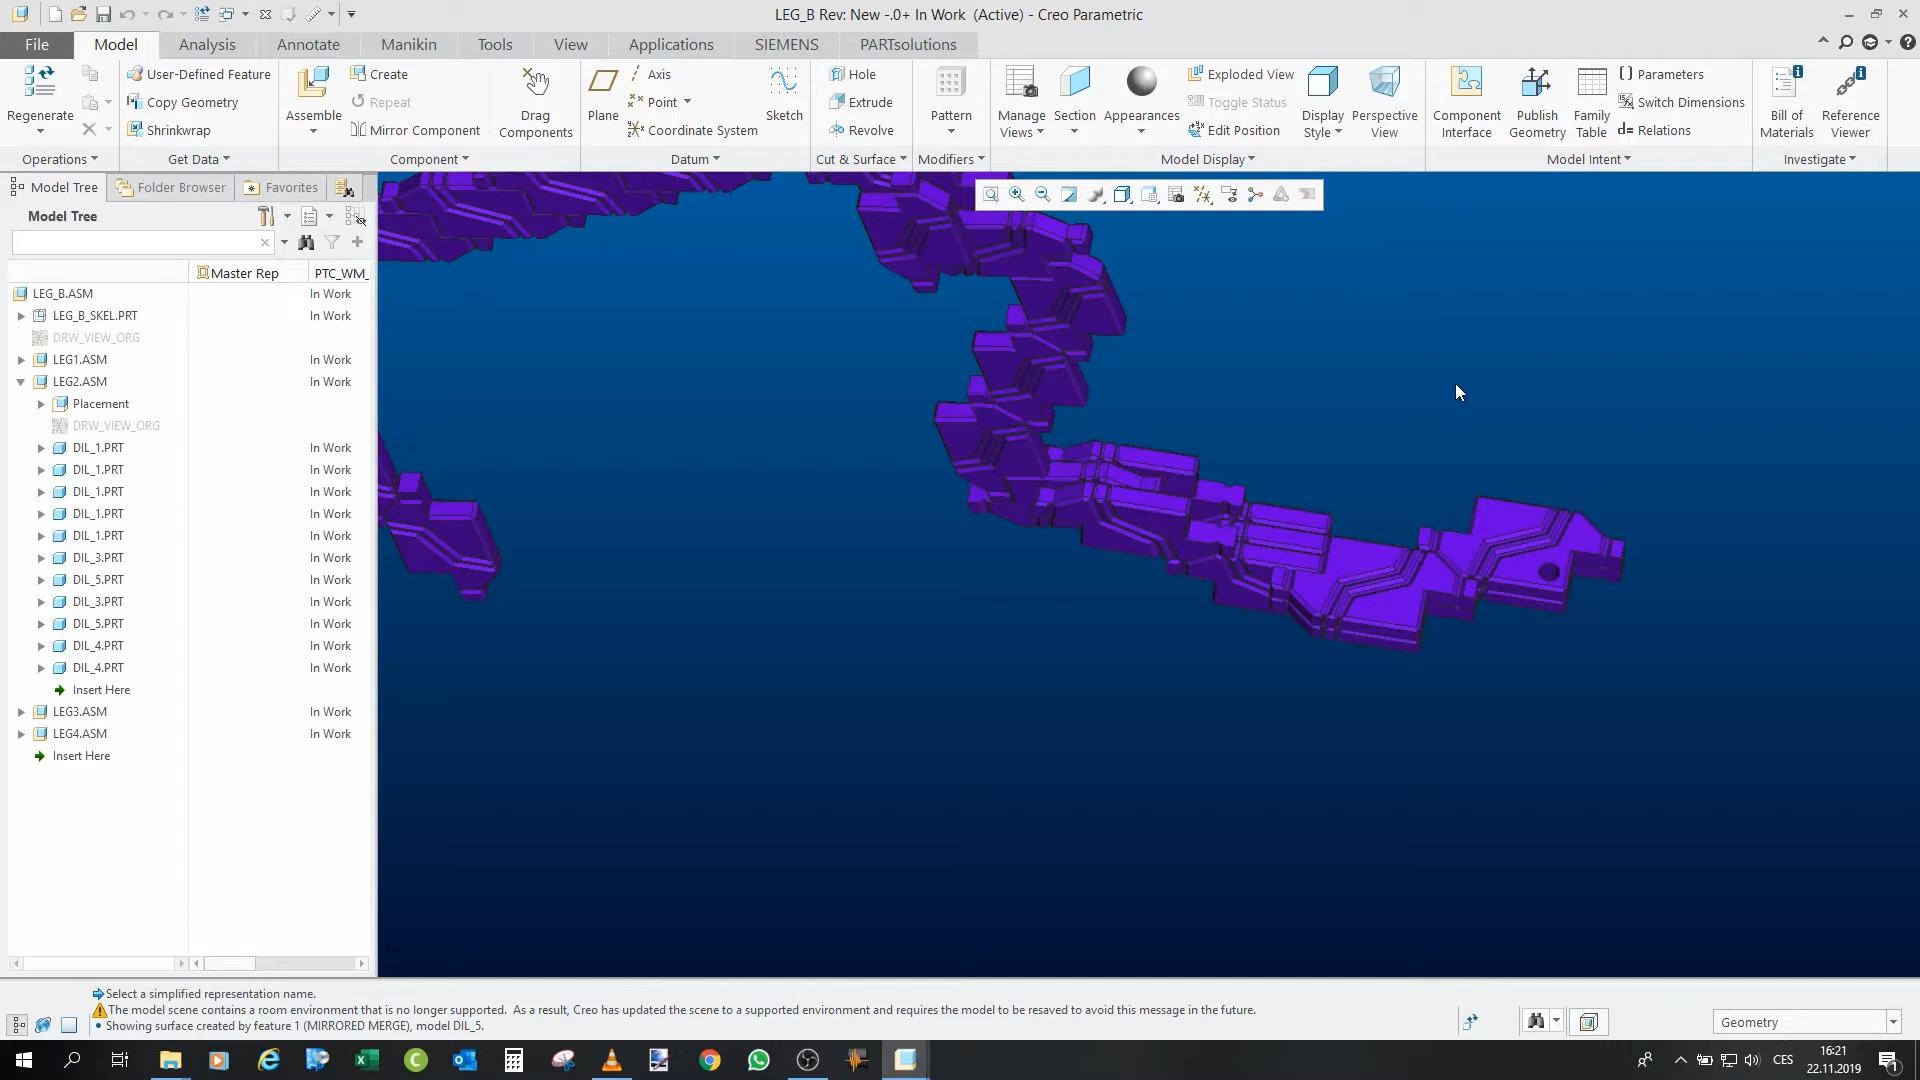 LEG_B Rev: New -.0+ In Work (Active) - Creo Parametric
File Model Analysis Annotate Manikin Tools View Applications SIEMENS PARTsolutions
Regenerate
Operations
User-Defined Feature
Copy Geometry
Shrinkwrap
Get Data
Assemble
Create
Repeat
Mirror Component
Drag Components
Component
Plane
Axis
Point
Coordinate System
Sketch
Datum
Hole
Extrude
Revolve
Cut & Surface
Pattern
Modifiers
Manage Views
Section
Appearances
Exploded View
Toggle Status
Edit Position
Display Style
Perspective View
Model Display
Component Interface
Publish Geometry
Family Table
Parameters
Switch Dimensions
Relations
Model Intent
Bill of Materials
Reference Viewer
Investigate
Model Tree Folder Browser Favorites
Model Tree
Master Rep PTC_WM_
LEG_B.ASM In Work
LEG_B_SKEL.PRT In Work
DRW_VIEW_ORG
LEG1.ASM In Work
LEG2.ASM In Work
Placement
DRW_VIEW_ORG
DIL_1.PRT In Work
DIL_1.PRT In Work
DIL_1.PRT In Work
DIL_1.PRT In Work
DIL_1.PRT In Work
DIL_3.PRT In Work
DIL_5.PRT In Work
DIL_3.PRT In Work
DIL_5.PRT In Work
DIL_4.PRT In Work
DIL_4.PRT In Work
Insert Here
LEG3.ASM In Work
LEG4.ASM In Work
Insert Here
Select a simplified representation name.
The model scene contains a room environment that is no longer supported. As a result, Creo has updated the scene to a supported environment and requires the model to be resaved to avoid this message in the future.
• Showing surface created by feature 1 (MIRRORED MERGE), model DIL_5.
Geometry
CES
16:21
22.11.2019
1